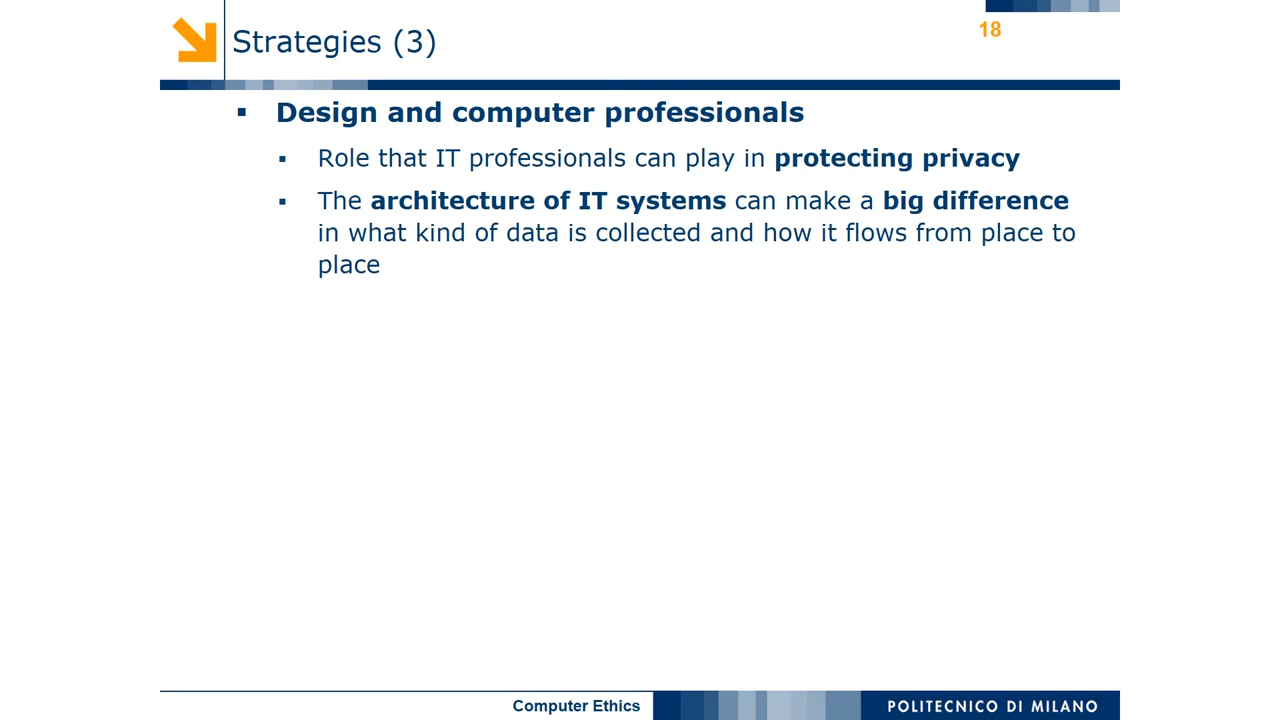 18
Strategies (3)
▪ Design and computer professionals
▪ Role that IT professionals can play in protecting privacy
▪ The architecture of IT systems can make a big difference
in what kind of data is collected and how it flows from place to
place
Computer Ethics
POLITECNICO DI MILANO